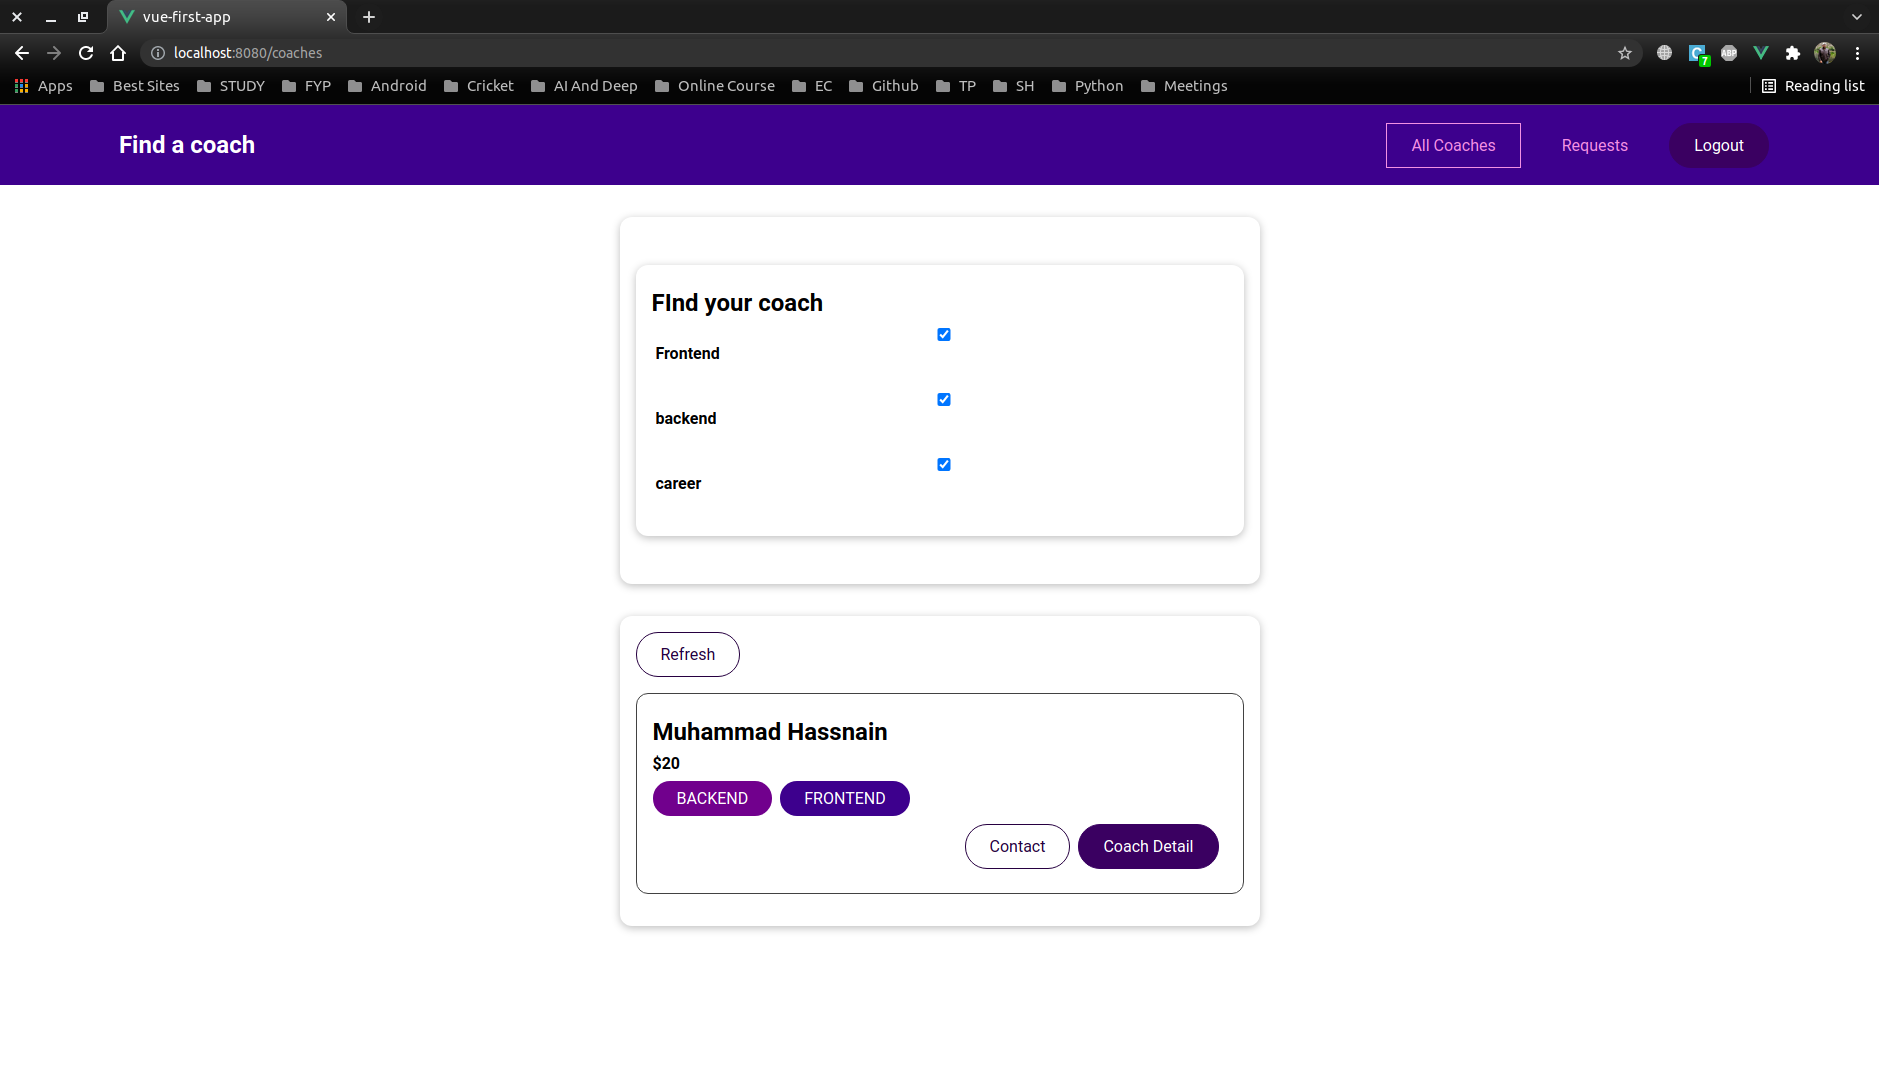 vue-first-app
localhost:8080/coaches
7
ABP
Apps Best Sites STUDY FYP Android Cricket AI And Deep Online Course EC Github TP SH Python Meetings Reading list
Find a coach All Coaches Requests Logout
FInd your coach
Frontend
backend
career
Refresh
Muhammad Hassnain
$20
BACKEND FRONTEND
Contact Coach Detail